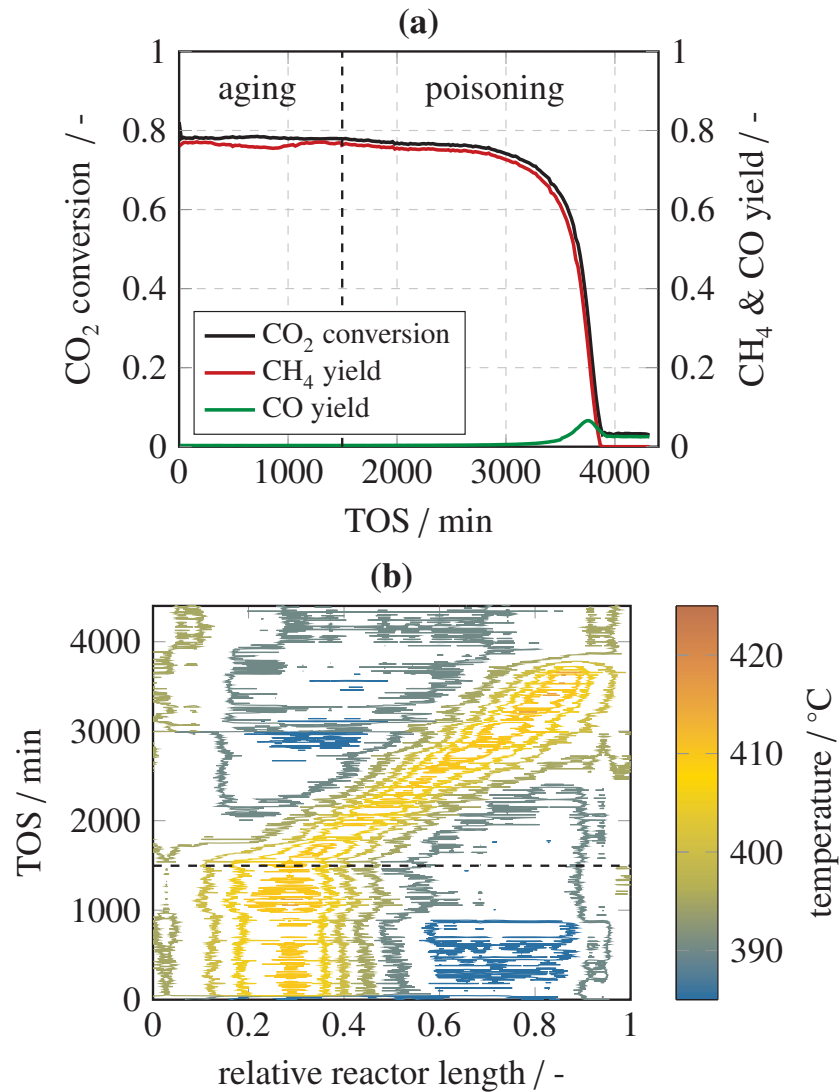 (a)
aging
poisoning
CO₂ conversion / -
CH₄ & CO yield / -
1
0.8
0.6
0.4
0.2
0
1
0.8
0.6
0.4
0.2
0
CO₂ conversion
CH₄ yield
CO yield
0 1000 2000 3000 4000
TOS / min
(b)
TOS / min
4000
3000
2000
1000
0
0 0.2 0.4 0.6 0.8 1
relative reactor length / -
420
410
400
390
temperature / °C